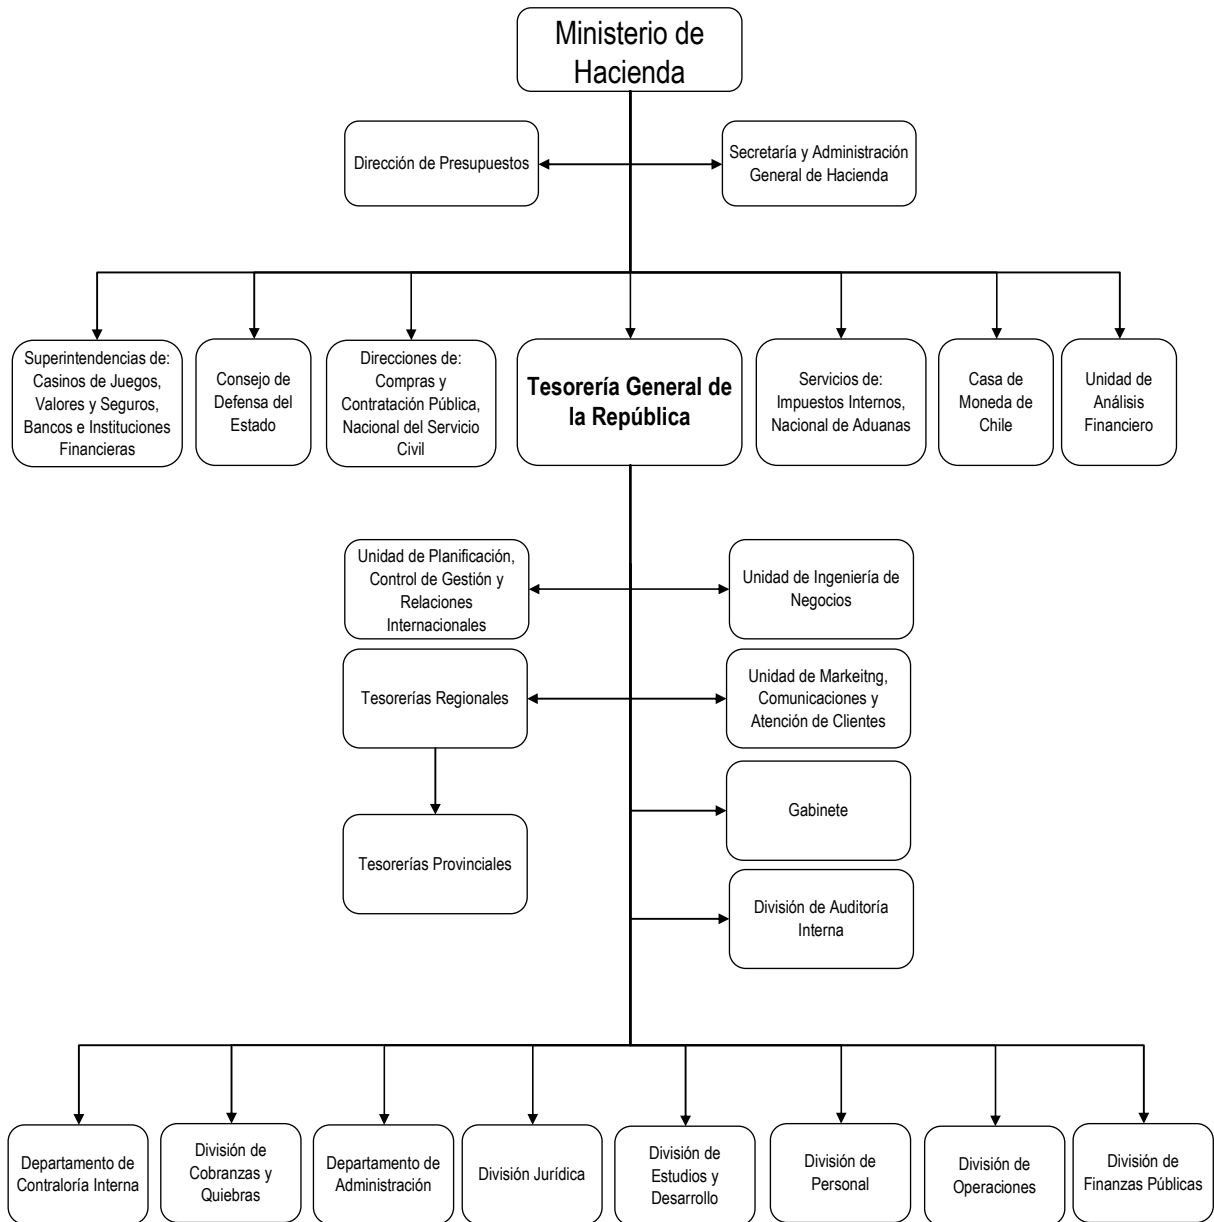 Ministerio de
Hacienda
Dirección de Presupuestos
Secretaría y Administración
General de Hacienda
Superintendencias de:
Casinos de Juegos,
Valores y Seguros,
Bancos e Instituciones
Financieras
Consejo de
Defensa del
Estado
Direcciones de:
Compras y
Contratación Pública,
Nacional del Servicio
Civil
Tesorería General de
la República
Servicios de:
Impuestos Internos,
Nacional de Aduanas
Casa de
Moneda de
Chile
Unidad de
Análisis
Financiero
Unidad de Planificación,
Control de Gestión y
Relaciones
Internacionales
Unidad de Ingeniería de
Negocios
Tesorerías Regionales
Unidad de Markeitng,
Comunicaciones y
Atención de Clientes
Gabinete
Tesorerías Provinciales
División de Auditoría
Interna
Departamento de
Contraloría Interna
División de
Cobranzas y
Quiebras
Departamento de
Administración
División Jurídica
División de
Estudios y
Desarrollo
División de
Personal
División de
Operaciones
División de
Finanzas Públicas